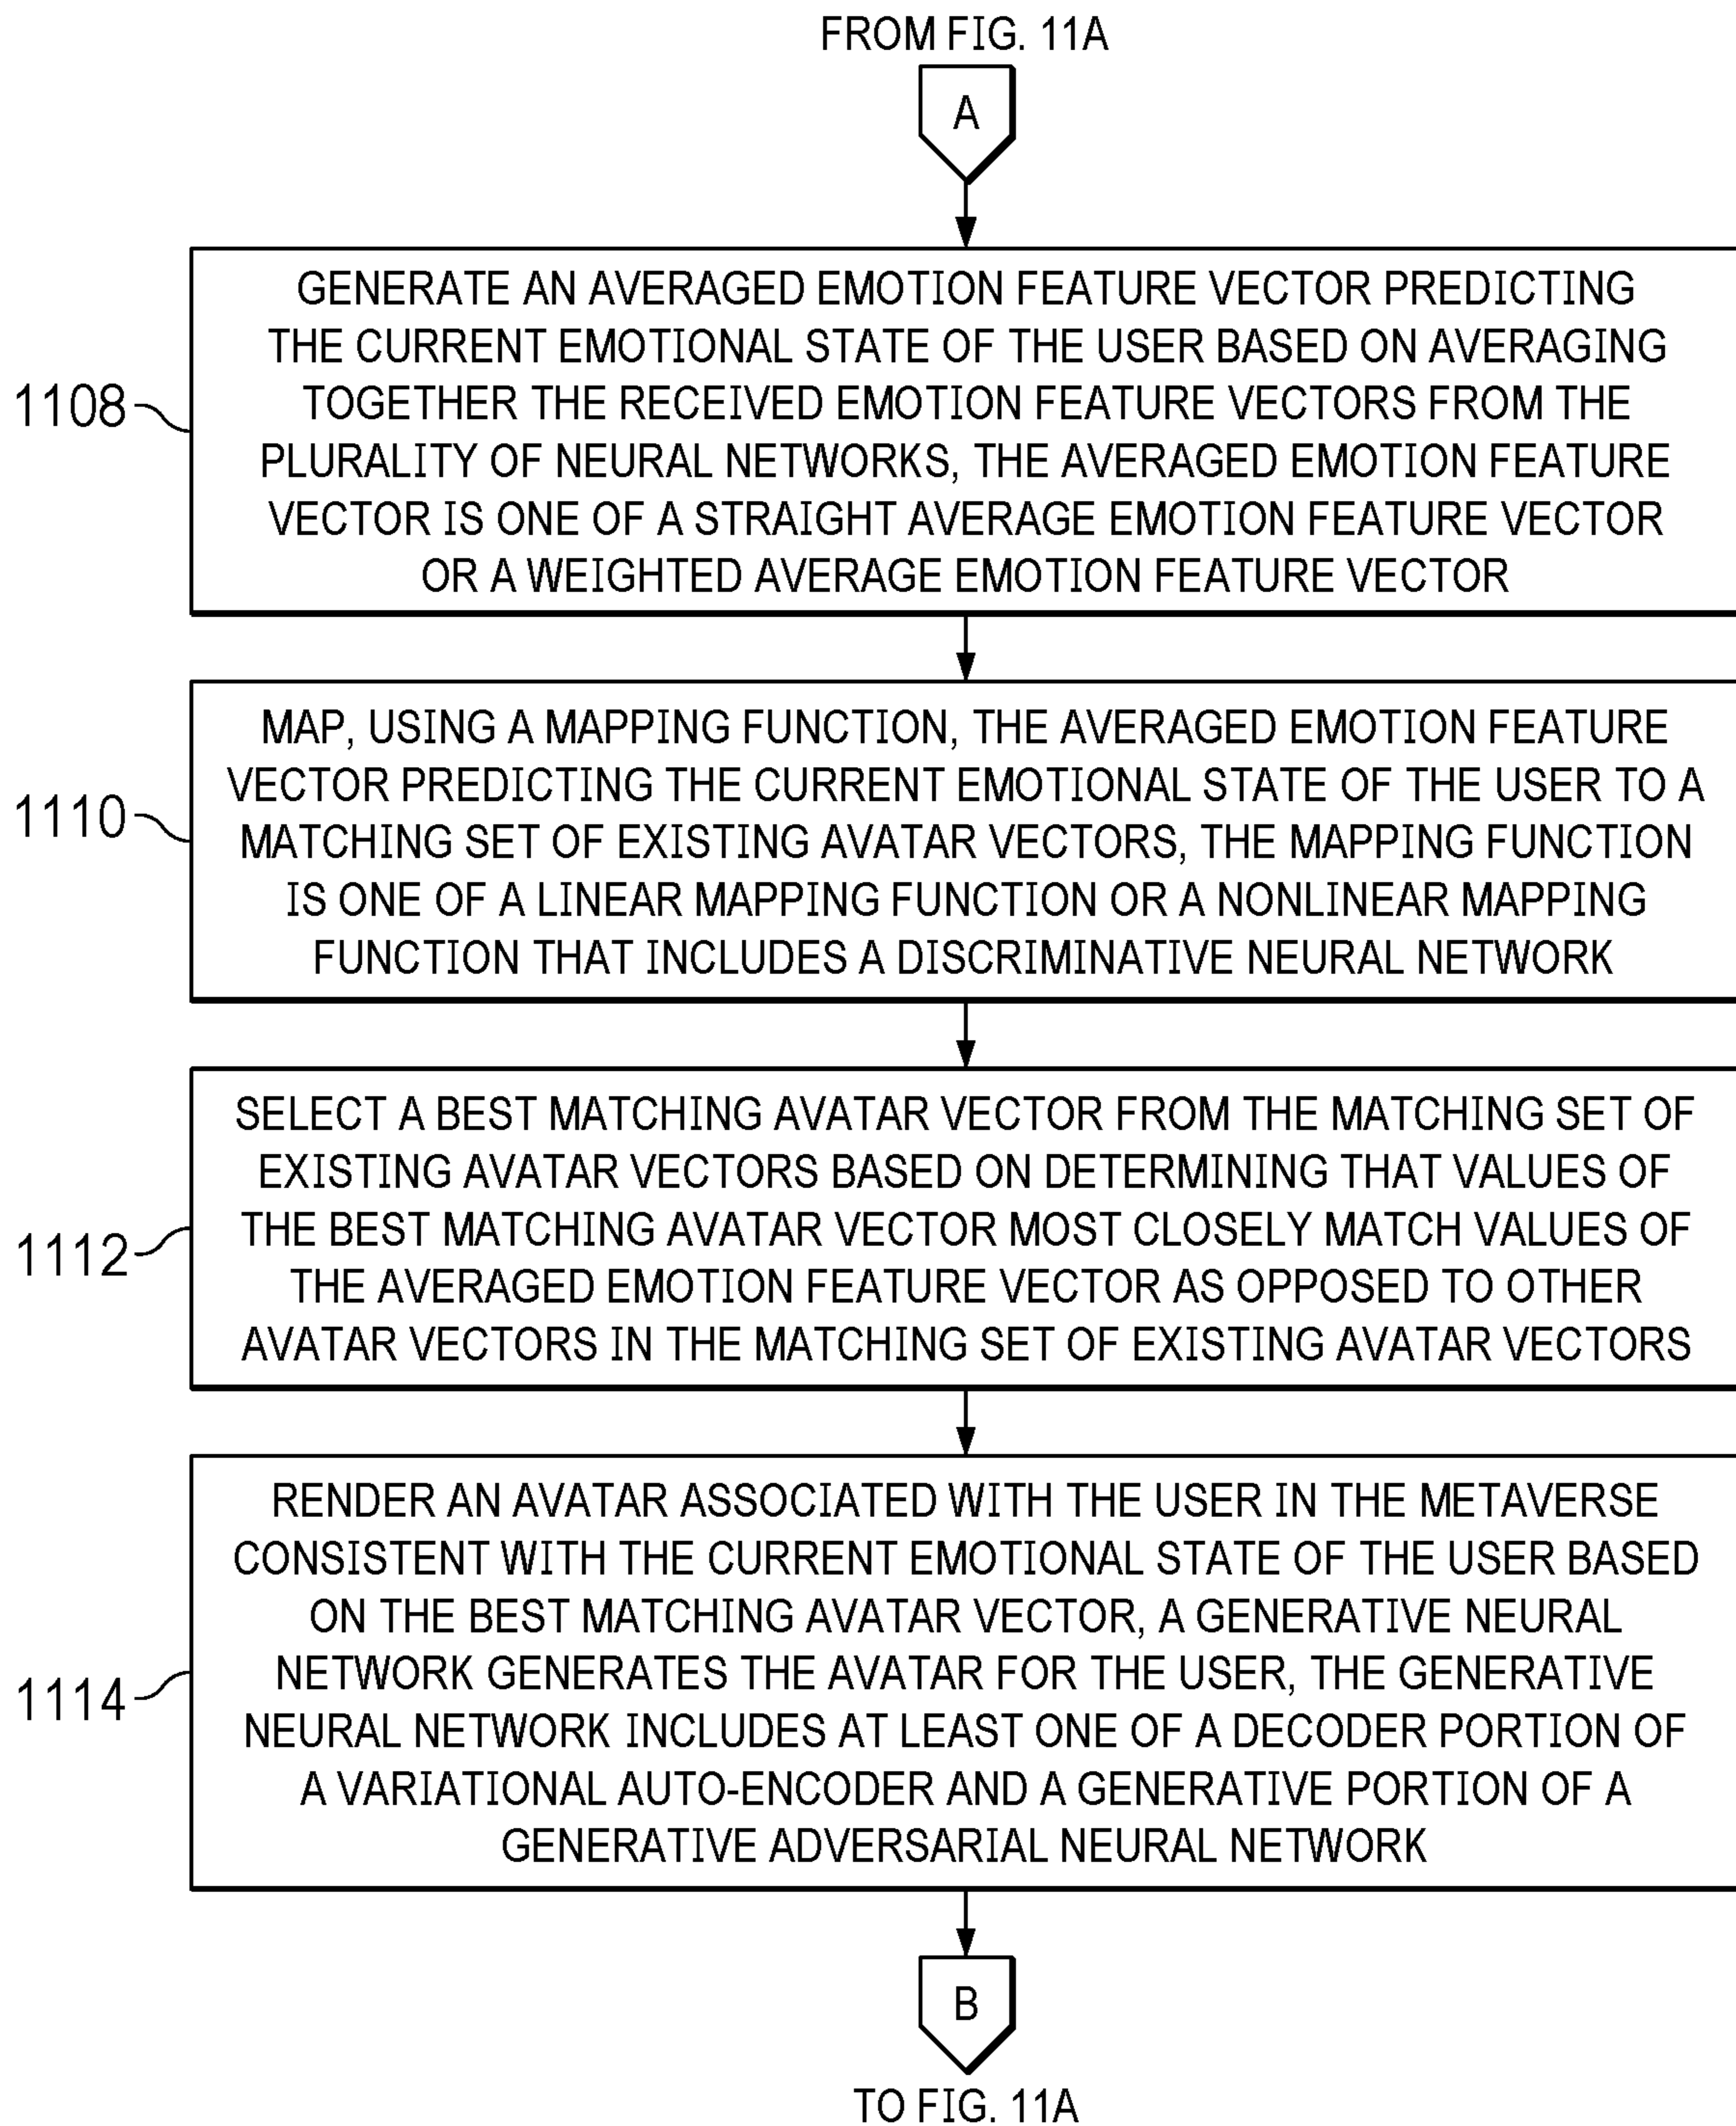 FROM FIG. 11A
A
GENERATE AN AVERAGED EMOTION FEATURE VECTOR PREDICTING
THE CURRENT EMOTIONAL STATE OF THE USER BASED ON AVERAGING
TOGETHER THE RECEIVED EMOTION FEATURE VECTORS FROM THE
PLURALITY OF NEURAL NETWORKS, THE AVERAGED EMOTION FEATURE
VECTOR IS ONE OF A STRAIGHT AVERAGE EMOTION FEATURE VECTOR
OR A WEIGHTED AVERAGE EMOTION FEATURE VECTOR
1108
MAP, USING A MAPPING FUNCTION, THE AVERAGED EMOTION FEATURE
VECTOR PREDICTING THE CURRENT EMOTIONAL STATE OF THE USER TO A
MATCHING SET OF EXISTING AVATAR VECTORS, THE MAPPING FUNCTION
IS ONE OF A LINEAR MAPPING FUNCTION OR A NONLINEAR MAPPING
FUNCTION THAT INCLUDES A DISCRIMINATIVE NEURAL NETWORK
1110
SELECT A BEST MATCHING AVATAR VECTOR FROM THE MATCHING SET OF
EXISTING AVATAR VECTORS BASED ON DETERMINING THAT VALUES OF
THE BEST MATCHING AVATAR VECTOR MOST CLOSELY MATCH VALUES OF
THE AVERAGED EMOTION FEATURE VECTOR AS OPPOSED TO OTHER
AVATAR VECTORS IN THE MATCHING SET OF EXISTING AVATAR VECTORS
1112
RENDER AN AVATAR ASSOCIATED WITH THE USER IN THE METAVERSE
CONSISTENT WITH THE CURRENT EMOTIONAL STATE OF THE USER BASED
ON THE BEST MATCHING AVATAR VECTOR, A GENERATIVE NEURAL
NETWORK GENERATES THE AVATAR FOR THE USER, THE GENERATIVE
NEURAL NETWORK INCLUDES AT LEAST ONE OF A DECODER PORTION OF
A VARIATIONAL AUTO-ENCODER AND A GENERATIVE PORTION OF A
GENERATIVE ADVERSARIAL NEURAL NETWORK
1114
B
TO FIG. 11A